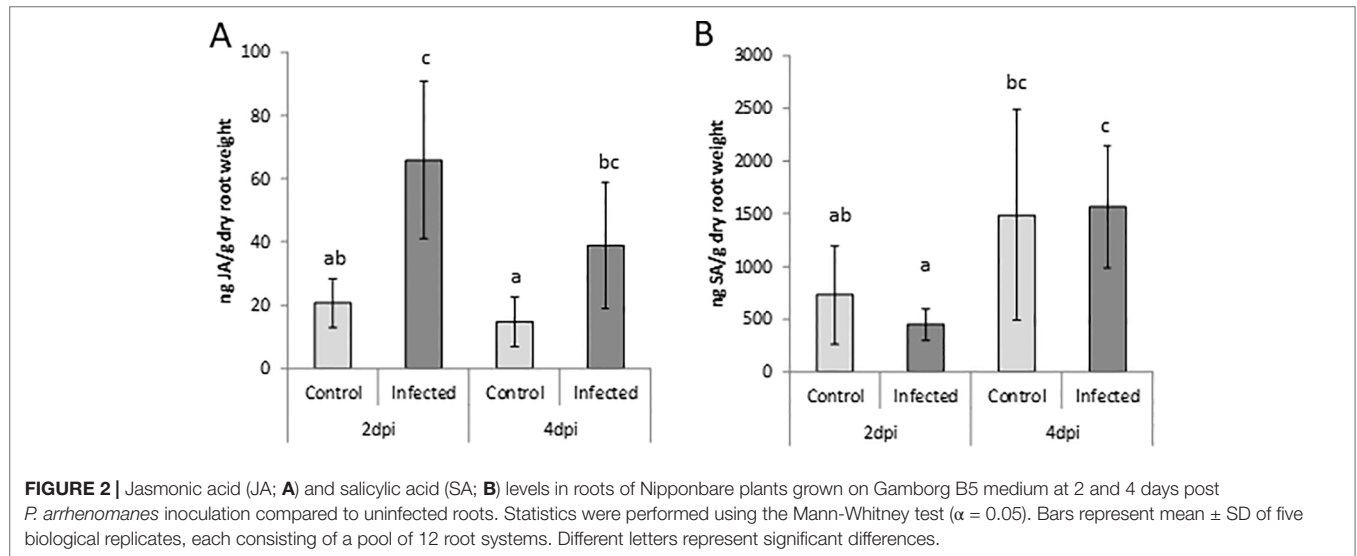 A
B
ng JA/g dry root weight
100
80
60
40
20
0
ab
c
a
bc
Control
Infected
Control
Infected
2dpi
4dpi
ng SA/g dry root weight
3000
2500
2000
1500
1000
500
0
ab
a
bc
c
Control
Infected
Control
Infected
2dpi
4dpi
FIGURE 2 | Jasmonic acid (JA; A) and salicylic acid (SA; B) levels in roots of Nipponbare plants grown on Gamborg B5 medium at 2 and 4 days post
P. arrhenomanes inoculation compared to uninfected roots. Statistics were performed using the Mann-Whitney test (α = 0.05). Bars represent mean ± SD of five
biological replicates, each consisting of a pool of 12 root systems. Different letters represent significant differences.